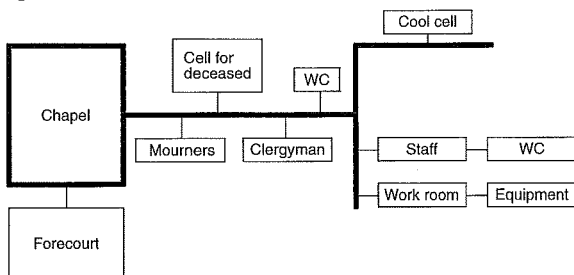 Cool cell
Cell for
deceased
WC
Chapel
Mourners
Clergyman
Staff
WC
Work room
Equipment
Forecourt